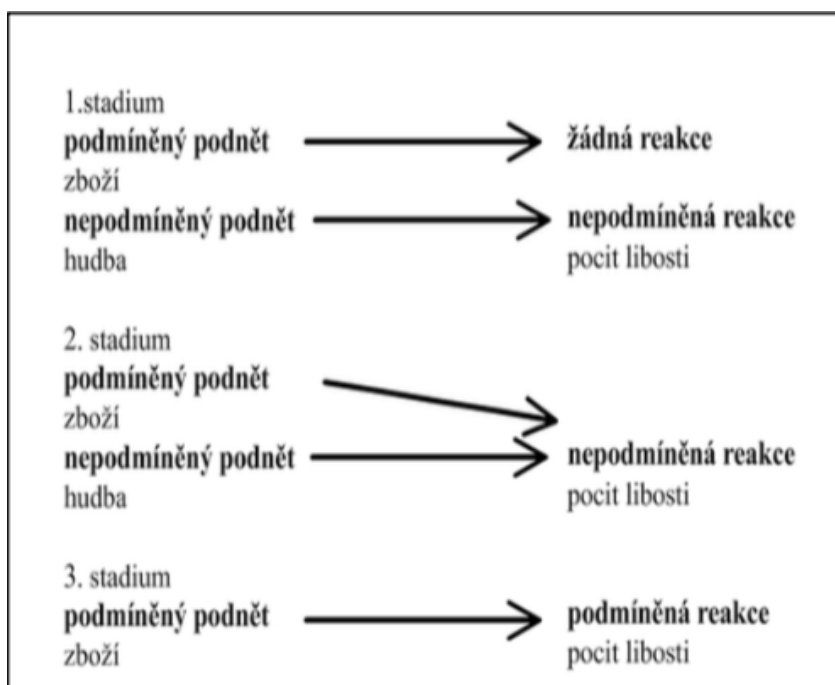 1.stadium
podmíněný podnět žádná reakce
zboží
nepodmíněný podnět nepodmíněná reakce
hudba pocit libosti
2. stadium
podmíněný podnět
zboží
nepodmíněný podnět nepodmíněná reakce
hudba pocit libosti
3. stadium
podmíněný podnět podmíněná reakce
zboží pocit libosti